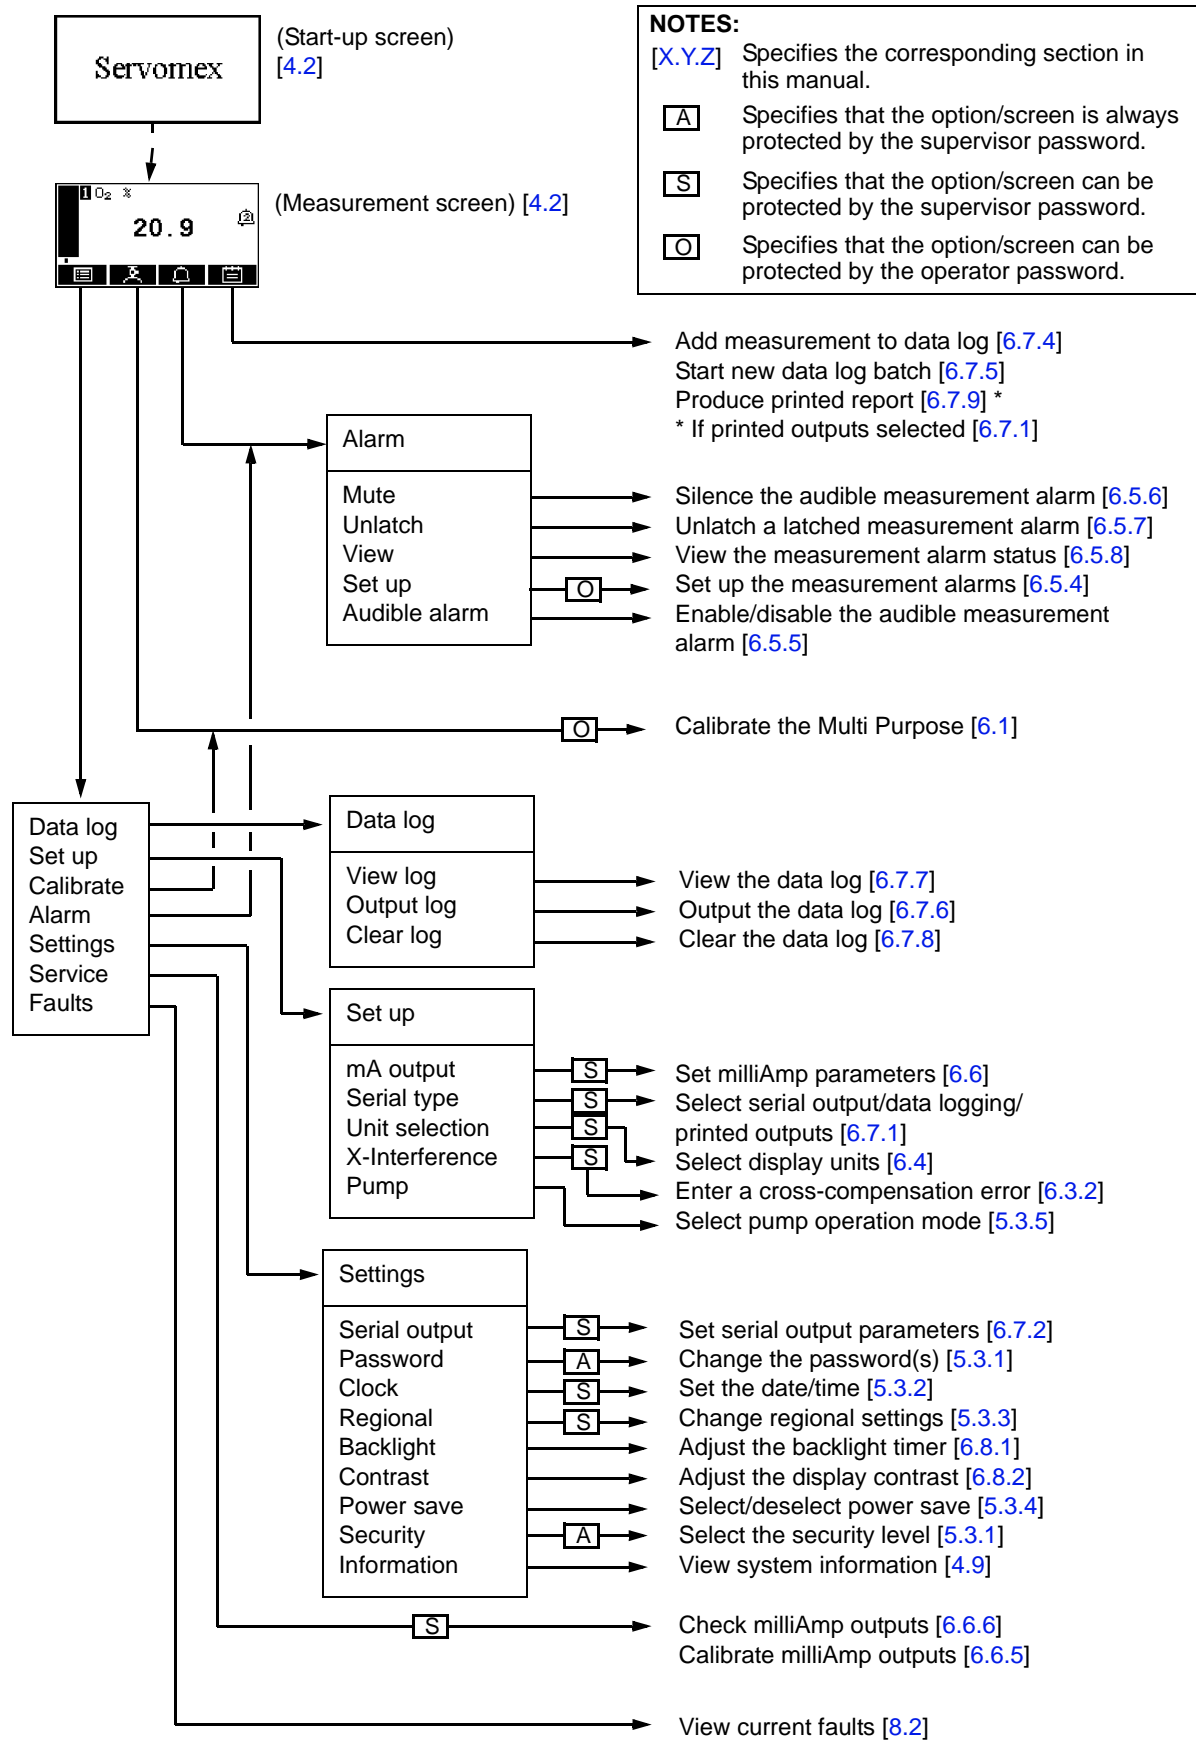 Servomex
(Start-up screen)
[4.2]
NOTES:
[X.Y.Z] Specifies the corresponding section in
this manual.
A Specifies that the option/screen is always
protected by the supervisor password.
S Specifies that the option/screen can be
protected by the supervisor password.
O Specifies that the option/screen can be
protected by the operator password.
1 O2 %
20.9
2
(Measurement screen) [4.2]
Add measurement to data log [6.7.4]
Start new data log batch [6.7.5]
Produce printed report [6.7.9] *
* If printed outputs selected [6.7.1]
Alarm
Mute
Silence the audible measurement alarm [6.5.6]
Unlatch
Unlatch a latched measurement alarm [6.5.7]
View
View the measurement alarm status [6.5.8]
Set up
O
Set up the measurement alarms [6.5.4]
Audible alarm
Enable/disable the audible measurement
alarm [6.5.5]
O
Calibrate the Multi Purpose [6.1]
Data log
Set up
Calibrate
Alarm
Settings
Service
Faults
Data log
View log
View the data log [6.7.7]
Output log
Output the data log [6.7.6]
Clear log
Clear the data log [6.7.8]
Set up
mA output
S
Set milliAmp parameters [6.6]
Serial type
S
Select serial output/data logging/
printed outputs [6.7.1]
Unit selection
S
Select display units [6.4]
X-Interference
S
Enter a cross-compensation error [6.3.2]
Pump
Select pump operation mode [5.3.5]
Settings
Serial output
S
Set serial output parameters [6.7.2]
Password
A
Change the password(s) [5.3.1]
Clock
S
Set the date/time [5.3.2]
Regional
S
Change regional settings [5.3.3]
Backlight
Adjust the backlight timer [6.8.1]
Contrast
Adjust the display contrast [6.8.2]
Power save
Select/deselect power save [5.3.4]
Security
A
Select the security level [5.3.1]
Information
View system information [4.9]
S
Check milliAmp outputs [6.6.6]
Calibrate milliAmp outputs [6.6.5]
View current faults [8.2]